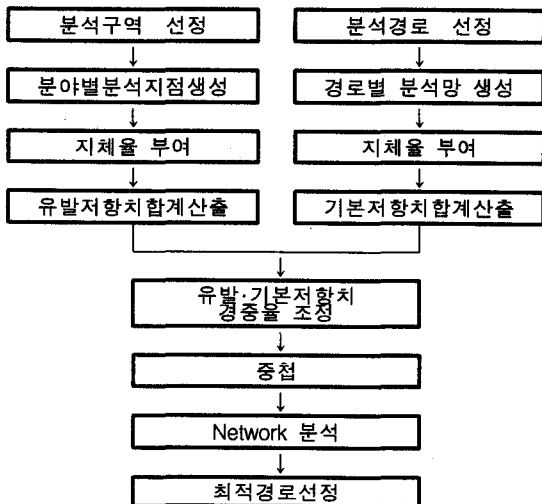 분석구역 선정
분석경로 선정
분야별분석지점생성
경로별 분석망 생성
지체율 부여
지체율 부여
유발저항치합계산출
기본저항치합계산출
유발·기본저항치
경중율 조정
중첩
Network 분석
최적경로선정